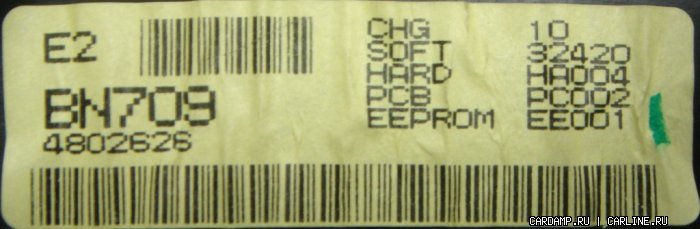 E2
BN709
4802626
CHG 10
SOFT 32420
HARD HA004
PCB PC002
EEPROM EE001
CARDAMP.RU | CARLINE.RU